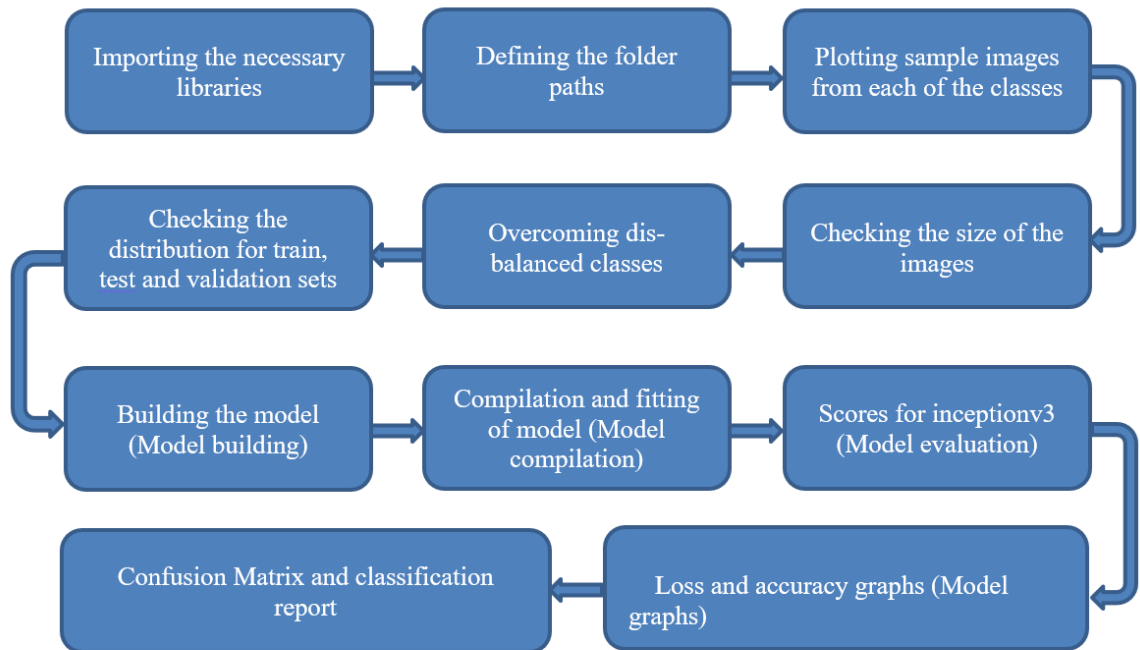 Importing the necessary
libraries
Defining the folder
paths
Plotting sample images
from each of the classes
Checking the size of the
images
Overcoming dis-
balanced classes
Checking the
distribution for train,
test and validation sets
Building the model
(Model building)
Compilation and fitting
of model (Model
compilation)
Scores for inceptionv3
(Model evaluation)
Loss and accuracy graphs (Model
graphs)
Confusion Matrix and classification
report